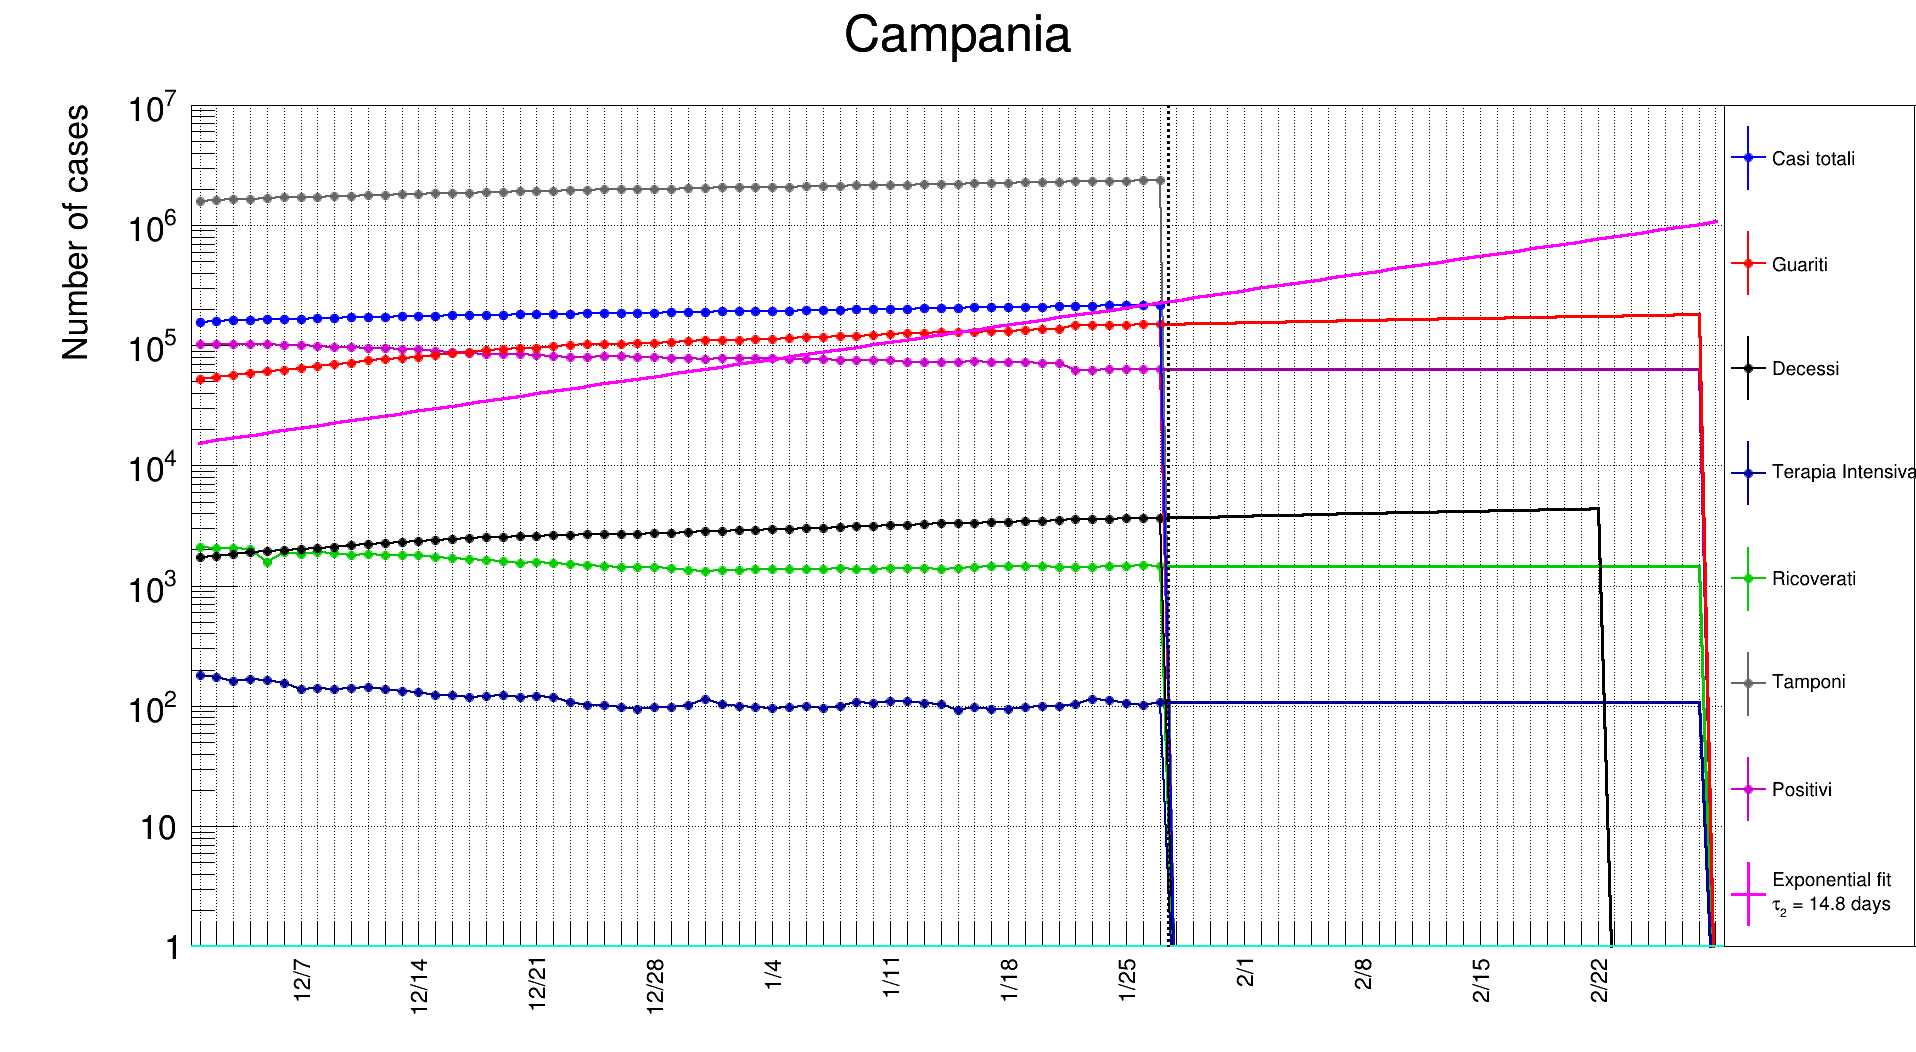 Campania
Number of cases
10^7
10^6
10^5
10^4
10^3
10^2
10
1
12/7
12/14
12/21
12/28
1/4
1/11
1/18
1/25
2/1
2/8
2/15
2/22
Casi totali
Guariti
Decessi
Terapia Intensiva
Ricoverati
Tamponi
Positivi
Exponential fit
τ_2 = 14.8 days